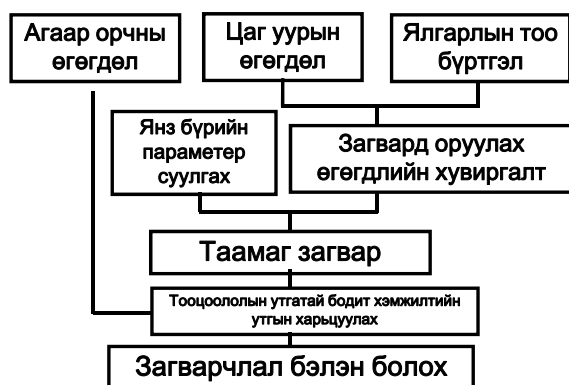 Агаар орчны
өгөгдөл
Цаг уурын
өгөгдөл
Ялгарлын тоо
бүртгэл
Янз бүрийн
параметер
суулгах
Загвард оруулах
өгөгдлийн хувиргалт
Таамаг загвар
Тооцоололын утгатай бодит хэмжилтийн
утгын харьцуулах
Загварчлал бэлэн болох